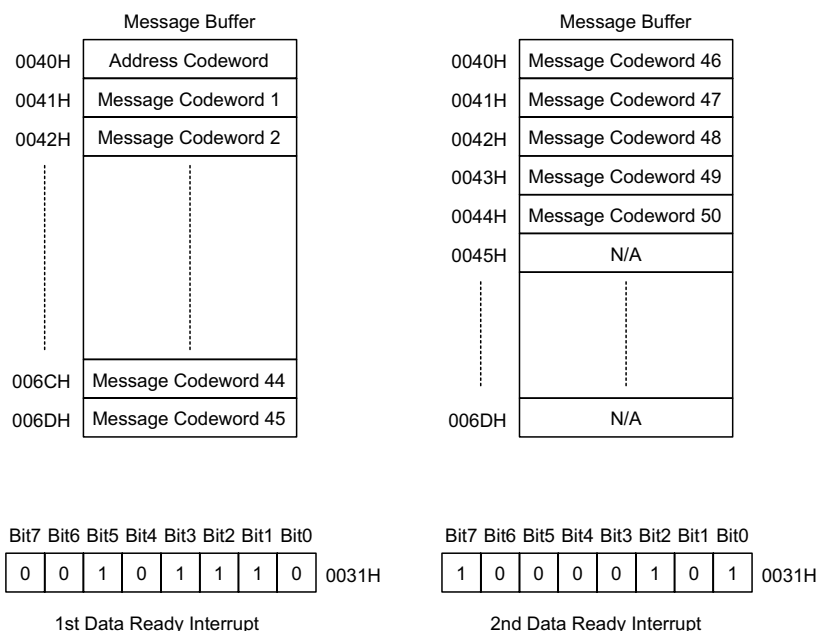 Message Buffer
0040H Address Codeword
0041H Message Codeword 1
0042H Message Codeword 2
006CH Message Codeword 44
006DH Message Codeword 45
Message Buffer
0040H Message Codeword 46
0041H Message Codeword 47
0042H Message Codeword 48
0043H Message Codeword 49
0044H Message Codeword 50
0045H N/A
006DH N/A
Bit7 Bit6 Bit5 Bit4 Bit3 Bit2 Bit1 Bit0
0 0 1 0 1 1 1 0 0031H
1st Data Ready Interrupt
Bit7 Bit6 Bit5 Bit4 Bit3 Bit2 Bit1 Bit0
1 0 0 0 0 1 0 1 0031H
2nd Data Ready Interrupt